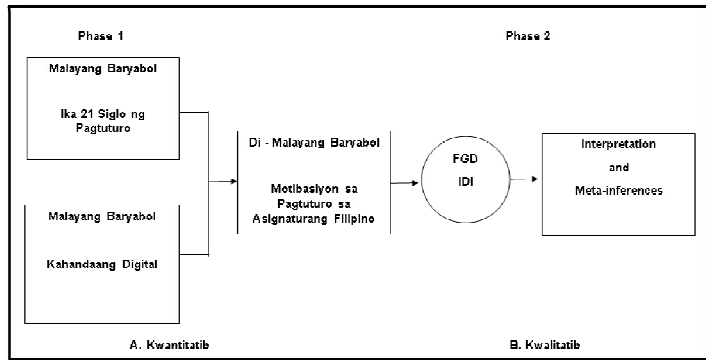 Phase 1
Phase 2
Malayang Baryabol
Ika 21 Siglo ng
Pagtuturo
Malayang Baryabol
Kahandaang Digital
Di - Malayang Baryabol
Motibasiyon sa
Pagtuturo sa
Asignaturang Filipino
FGD
IDI
Interpretation
and
Meta-inferences
A. Kwantitatib
B. Kwalitatib